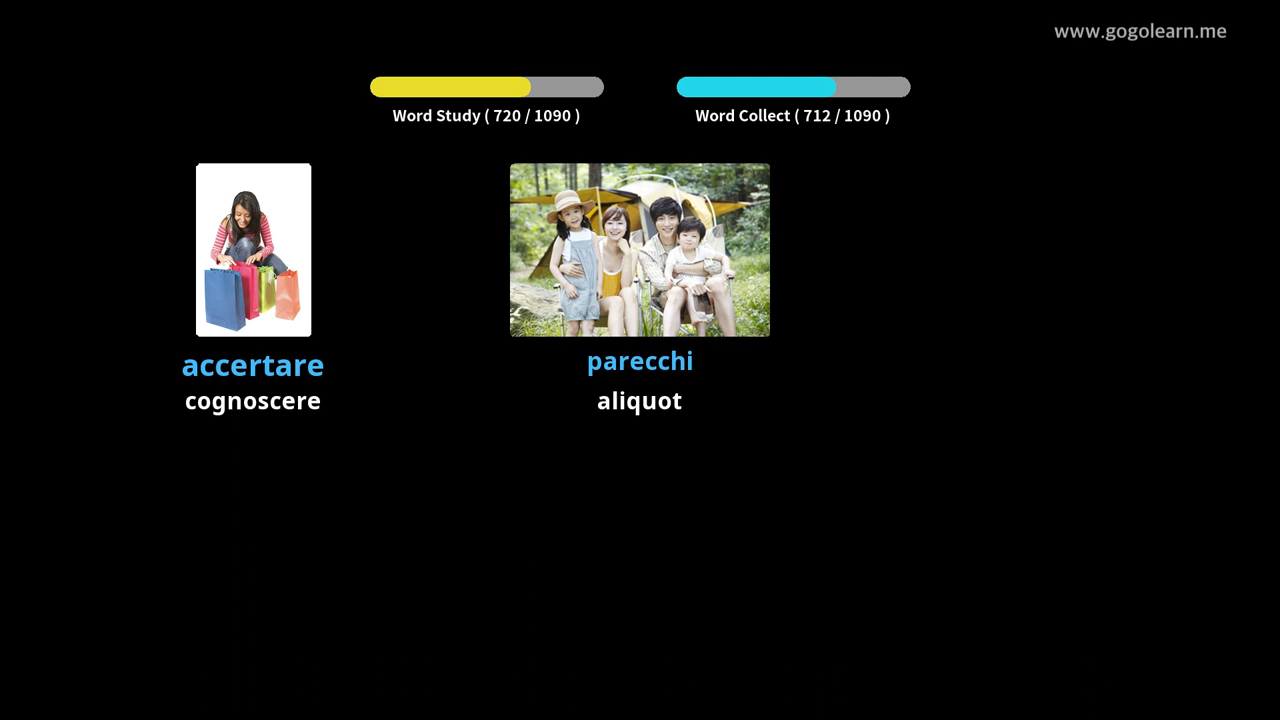 www.gogolearn.me
Word Study ( 720 / 1090 )
Word Collect ( 712 / 1090 )
accertare
cognoscere
parecchi
aliquot